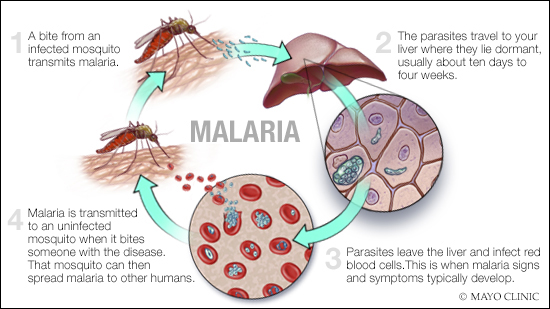 1 A bite from an
infected mosquito
transmits malaria.
2 The parasites travel to your
liver where they lie dormant,
usually about ten days to
four weeks.
MALARIA
3 Parasites leave the liver and infect red
blood cells.This is when malaria signs
and symptoms typically develop.
4 Malaria is transmitted
to an uninfected
mosquito when it bites
someone with the disease.
That mosquito can then
spread malaria to other humans.
© MAYO CLINIC